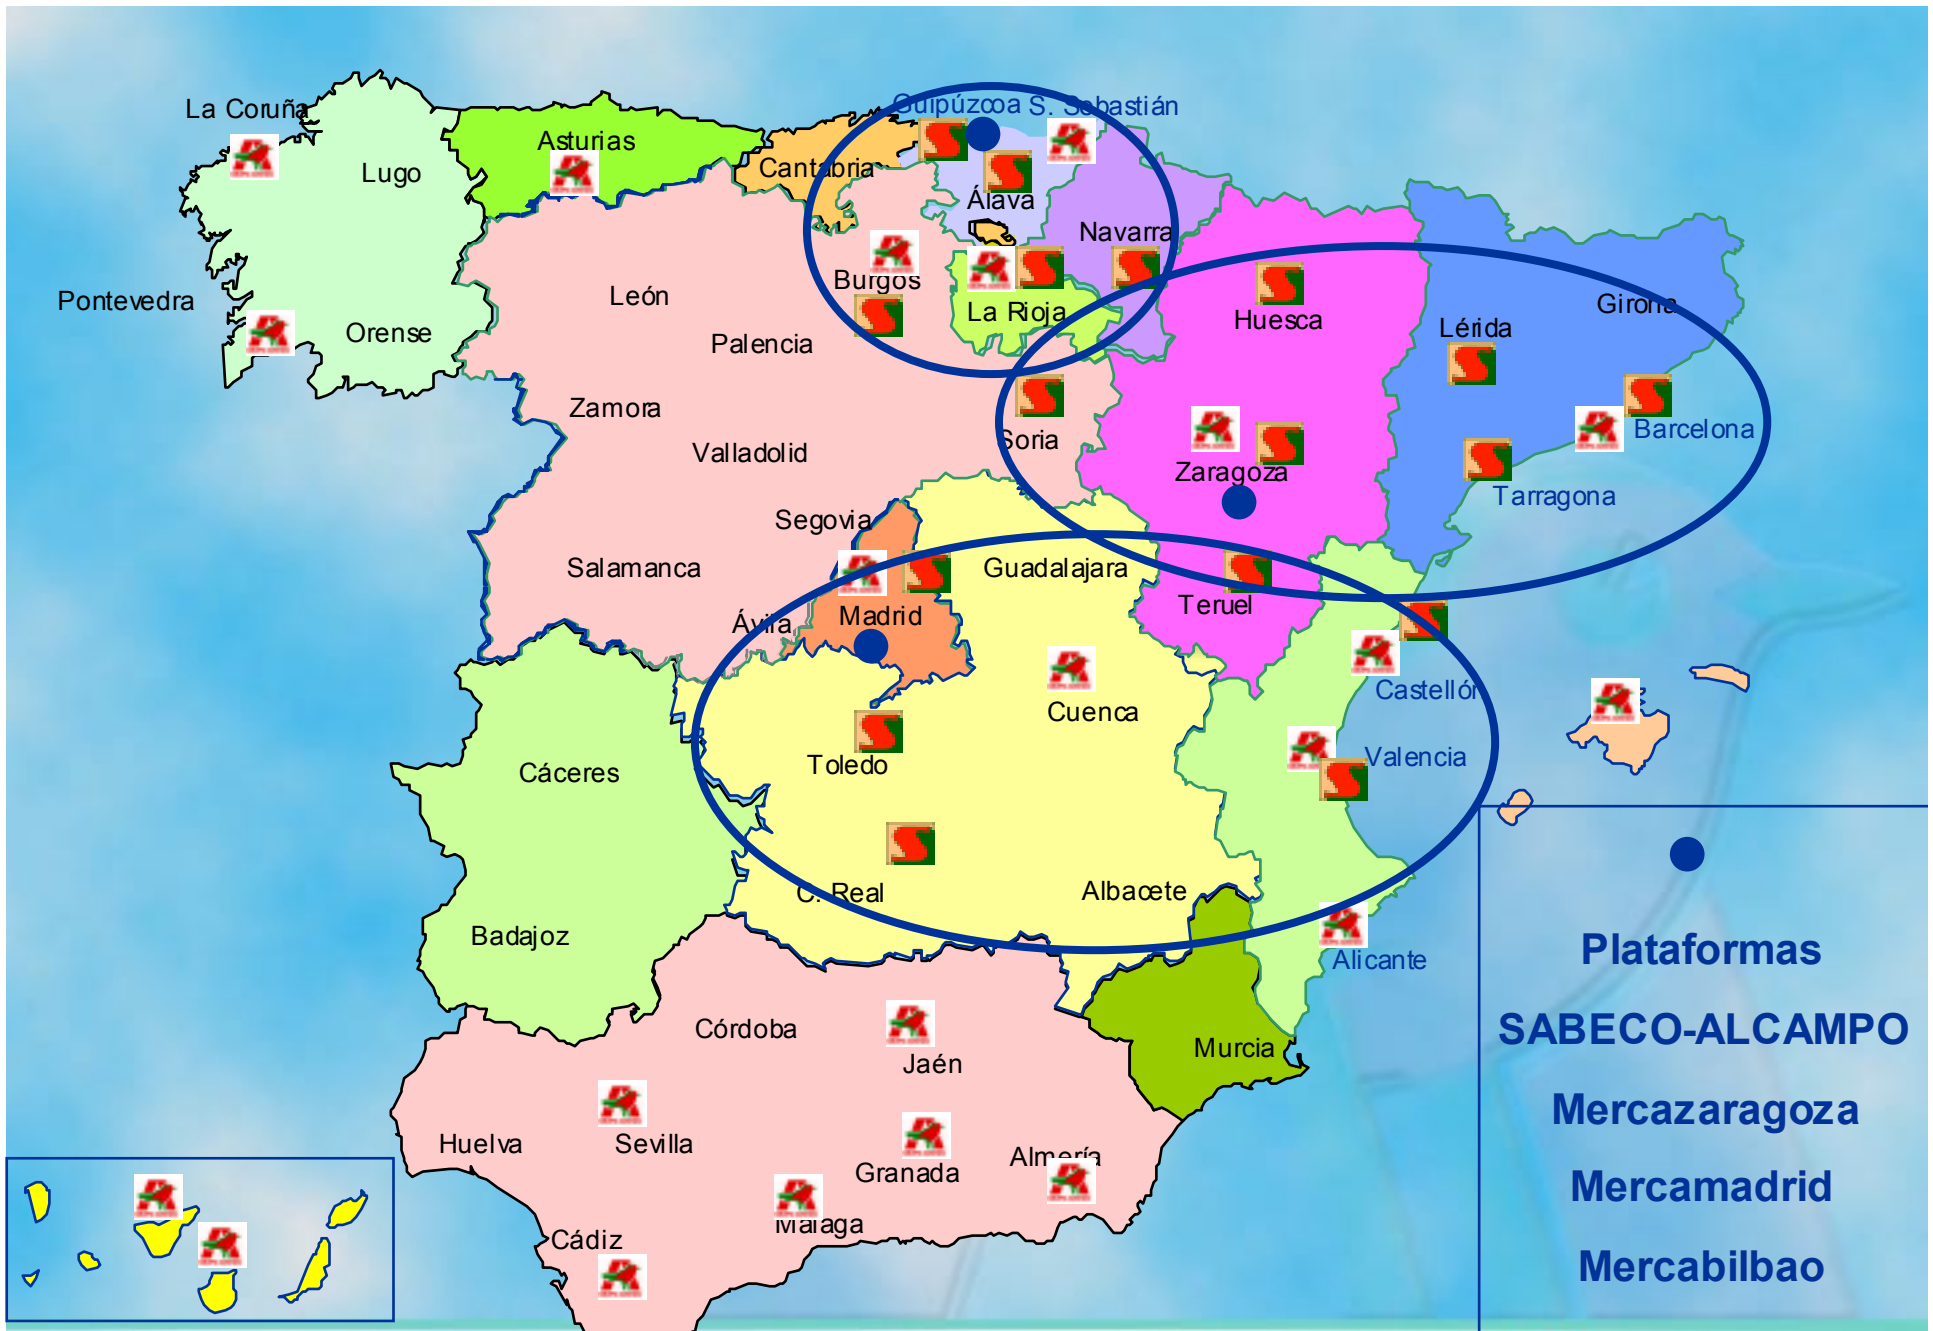 La Coruña
Lugo
Asturias
Cantabria
Guipúzcoa S. Sebastián
Álava
Navarra
Burgos
La Rioja
Pontevedra
Orense
León
Palencia
Huesca
Lérida
Girona
Zamora
Valladolid
Soria
Zaragoza
Barcelona
Tarragona
Segovia
Salamanca
Ávila
Madrid
Guadalajara
Teruel
Castellón
Cuenca
Toledo
Valencia
Cáceres
C. Real
Albacete
Badajoz
Alicante
Córdoba
Jaén
Murcia
Huelva
Sevilla
Granada
Almería
Málaga
Cádiz
Plataformas
SABECO-ALCAMPO
Mercazaragoza
Mercamadrid
Mercabilbao